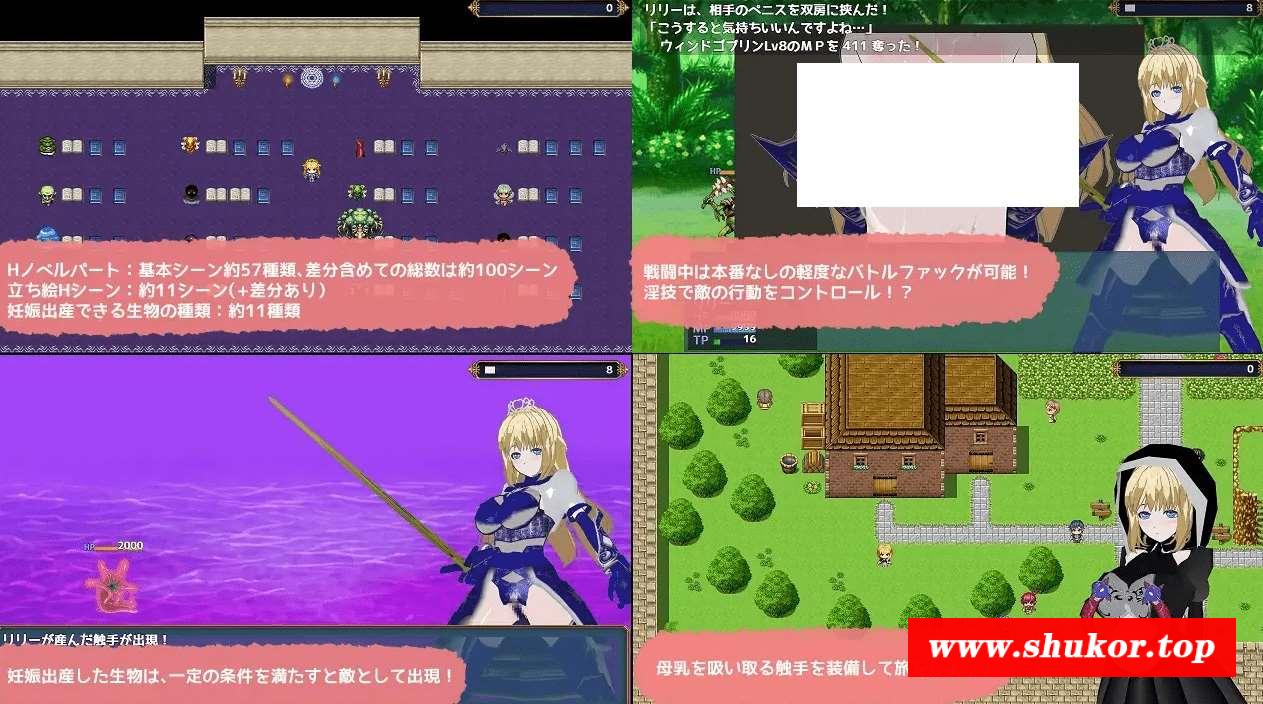 0
Hノベルパート：基本シーン約57種類、差分含めての総数は約100シーン
立ち絵Hシーン：約11シーン(+差分あり)
妊娠出産できる生物の種類：約11種類
リリーは、相手のペニスを双房に挟んだ！
「こうすると気持ちいいんですよね…」
ウィンドゴブリンLv8のＭＰを 411 奪った！
8
HP
戦闘中は本番なしの軽度なバトルファックが可能！
淫技で敵の行動をコントロール！？
MP
TP 16
8
HP 2000
リリーが産んだ触手が出現！
妊娠出産した生物は、一定の条件を満たすと敵として出現！
0
母乳を吸い取る触手を装備して旅
www.shukor.top